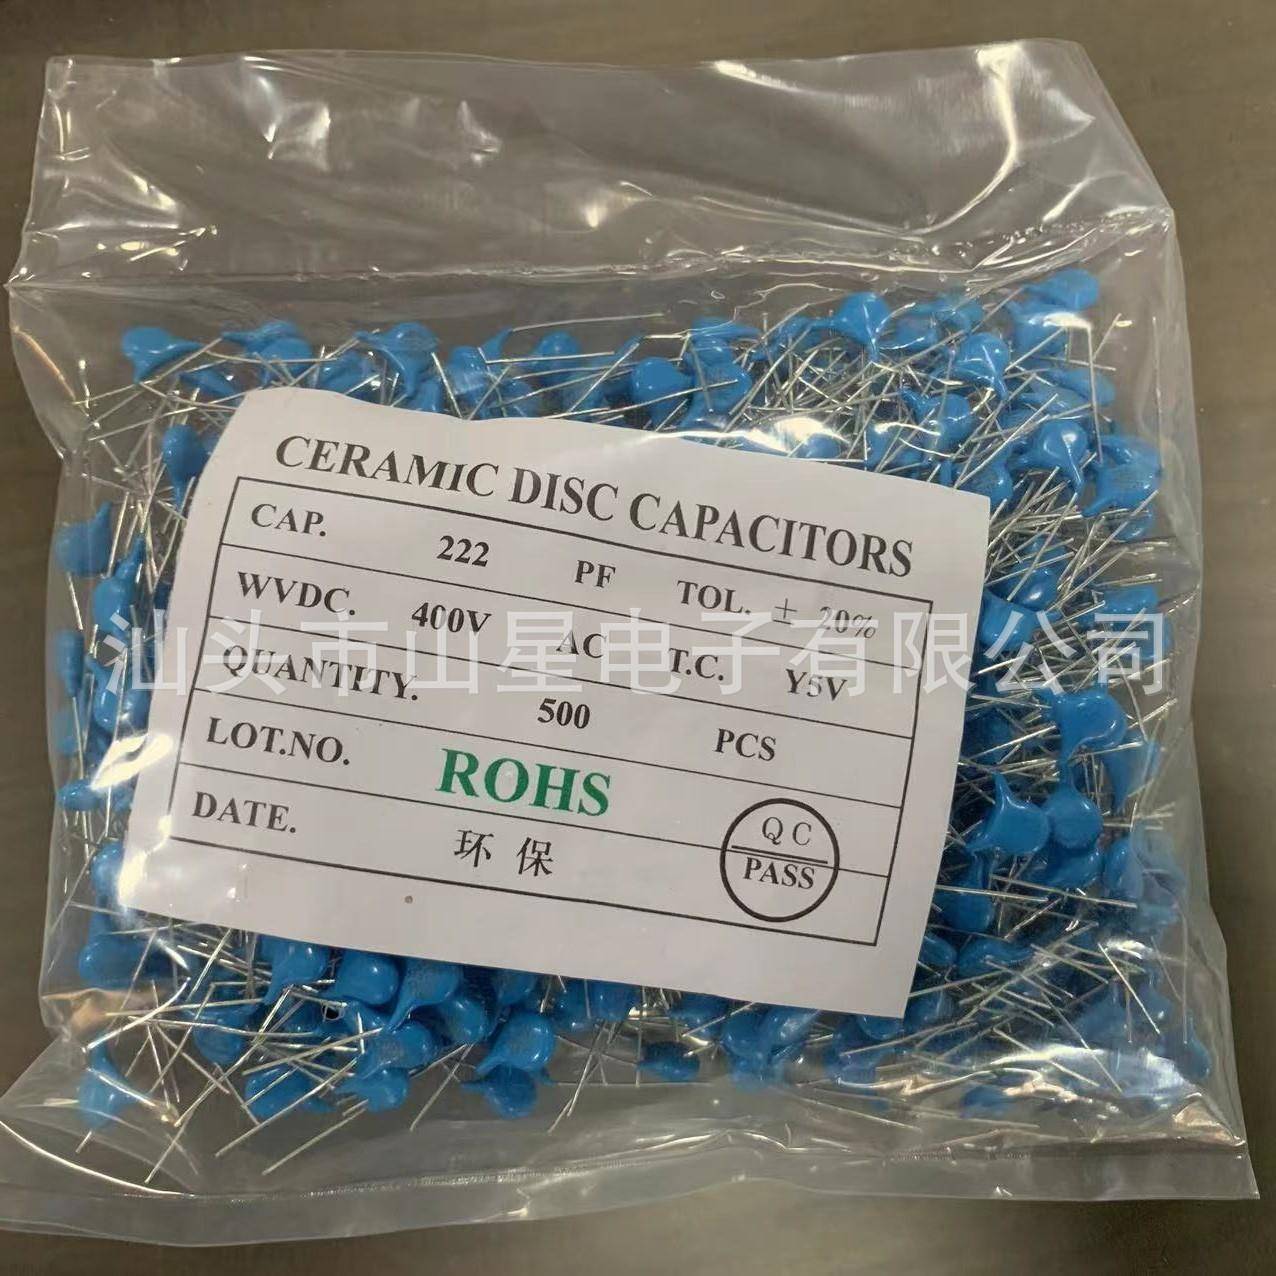 CERAMIC DISC CAPACITORS
CAP. 222 PF TOL. ± 20%
WVDC. 400V AC T.C. Y5V
汕头市山星电子有限公司
QUANTITY. 500 PCS
LOT.NO. ROHS
QC
PASS
DATE. 环保